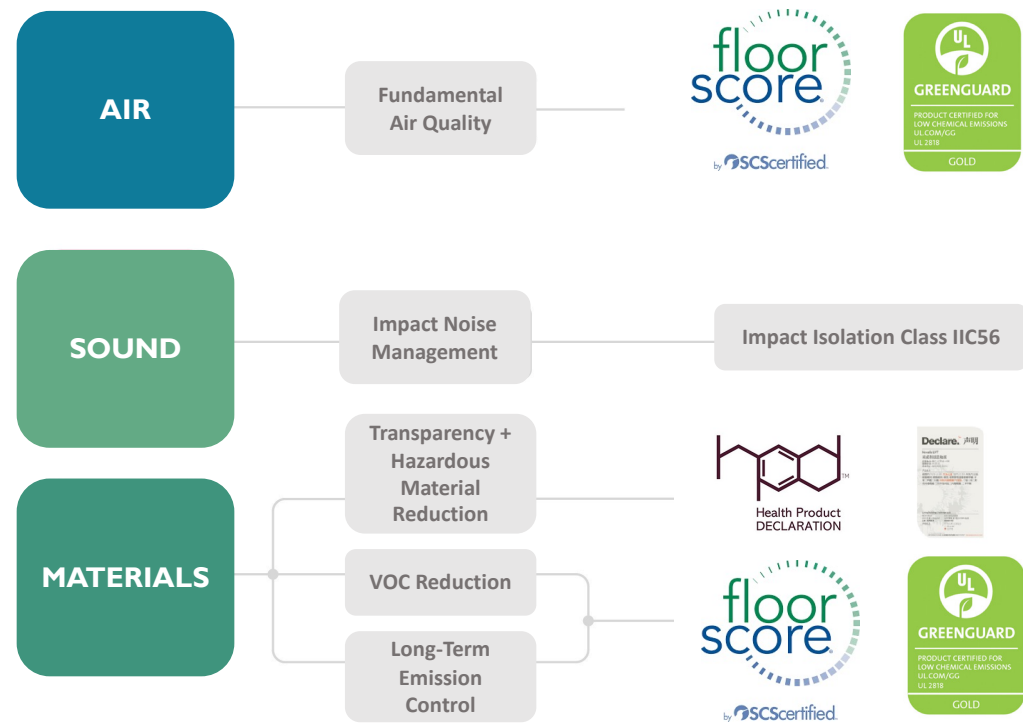 AIR
Fundamental
Air Quality
floor
score®
by SCScertified.
UL
GREENGUARD
PRODUCT CERTIFIED FOR
LOW CHEMICAL EMISSIONS
UL.COM/GG
UL 2818
GOLD
SOUND
Impact Noise
Management
Impact Isolation Class IIC56
MATERIALS
Transparency +
Hazardous
Material
Reduction
Health Product
DECLARATION
TM
Declare. 声明
VOC Reduction
Long-Term
Emission
Control
floor
score®
by SCScertified.
UL
GREENGUARD
PRODUCT CERTIFIED FOR
LOW CHEMICAL EMISSIONS
UL.COM/GG
UL 2818
GOLD